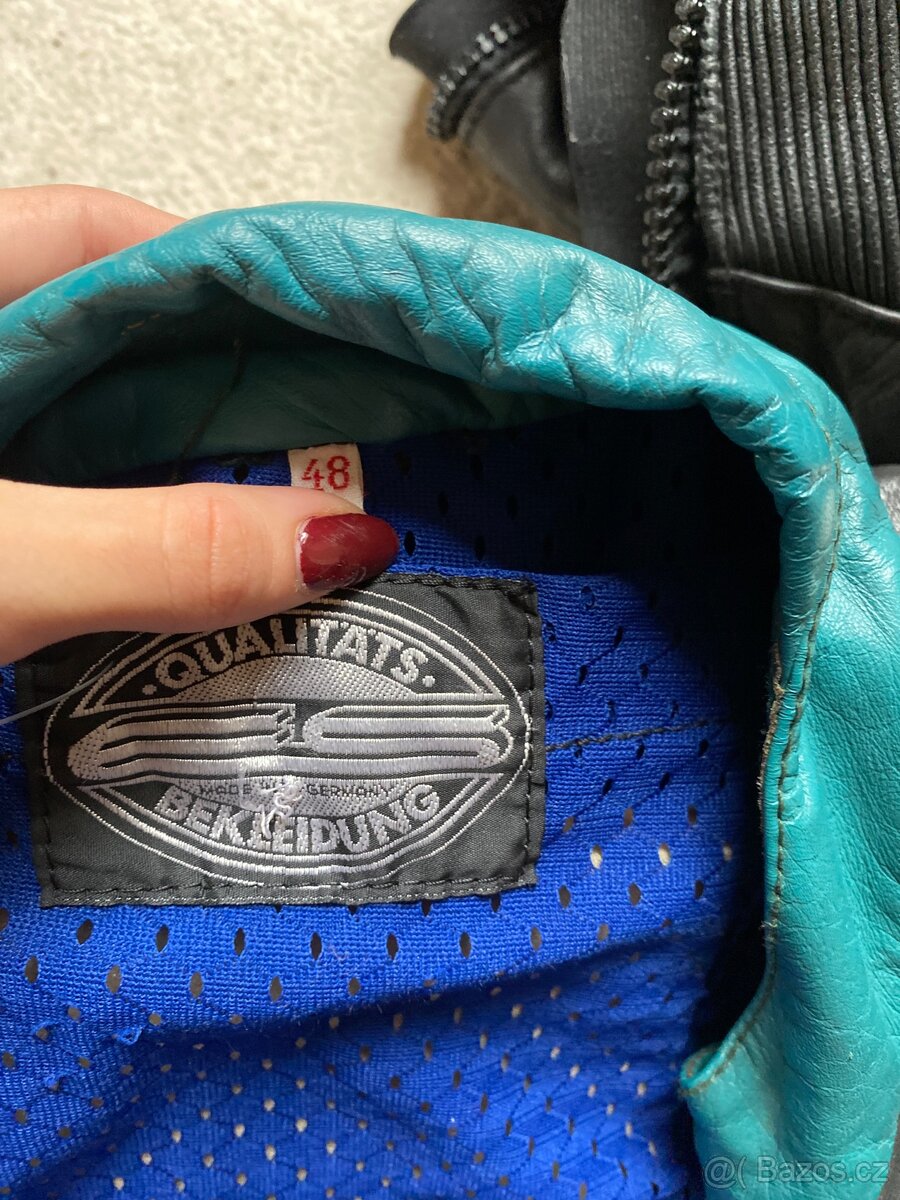 48
QUALITÄTS
MADE IN GERMANY
BEKLEIDUNG
@( Bazos.cz